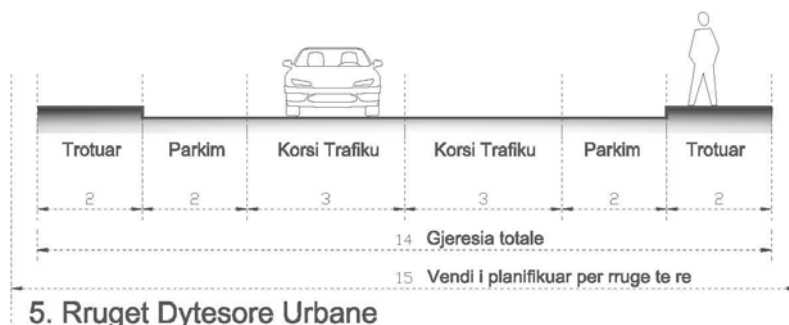 Trotuar Parkim Korsi Trafiku Korsi Trafiku Parkim Trotuar
2 2 3 3 2 2
14 Gjeresia totale
15 Vendi i planifikuar per rruge te re
5. Rruget Dytesore Urbane